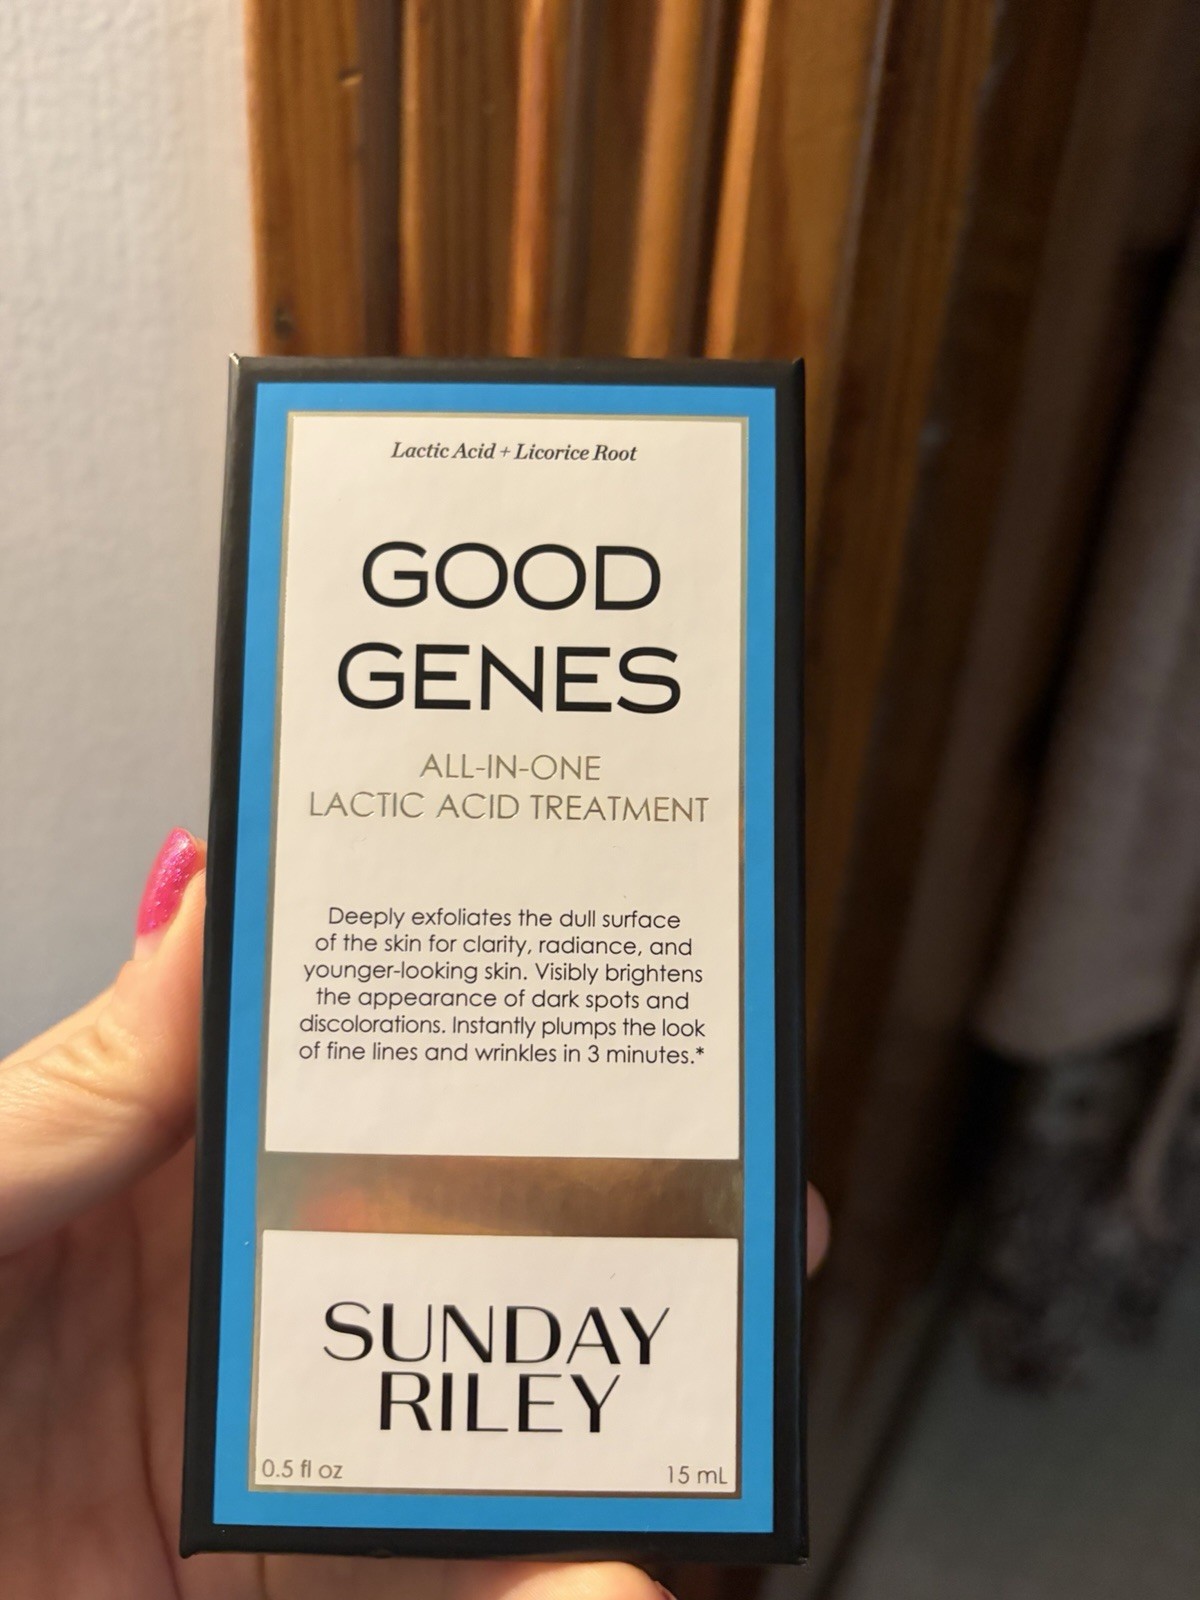 Lactic Acid + Licorice Root
GOOD
GENES
ALL-IN-ONE
LACTIC ACID TREATMENT
Deeply exfoliates the dull surface
of the skin for clarity, radiance, and
younger-looking skin. Visibly brightens
the appearance of dark spots and
discolorations. Instantly plumps the look
of fine lines and wrinkles in 3 minutes.*
SUNDAY
RILEY
0.5 fl oz 15 mL